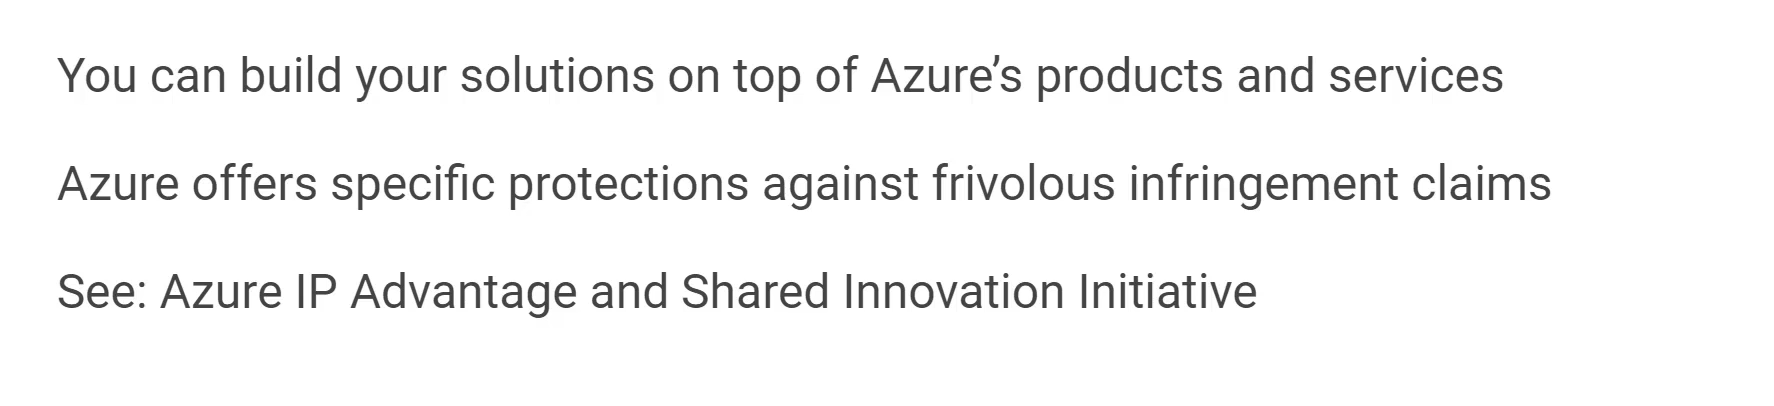 You can build your solutions on top of Azure’s products and services
Azure offers specific protections against frivolous infringement claims
See: Azure IP Advantage and Shared Innovation Initiative